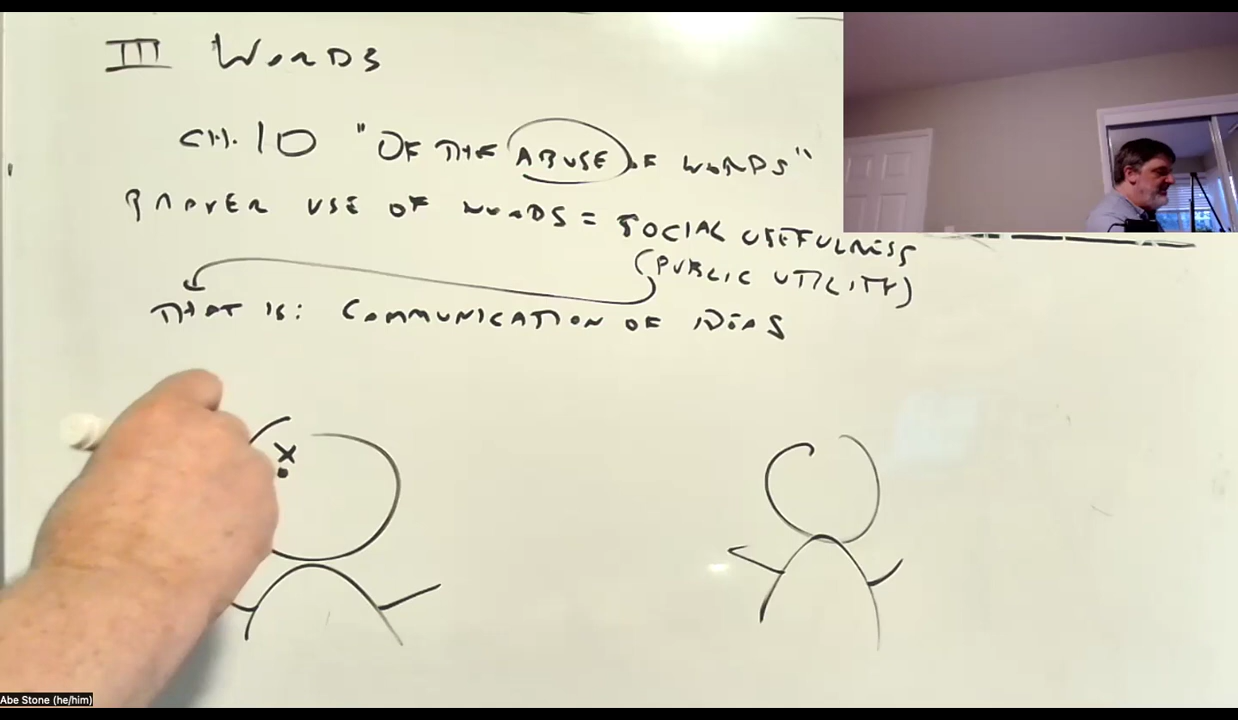 III WORDS
CH. 10 "OF THE ABUSE OF WORDS"
PROPER USE OF WORDS = SOCIAL USEFULNESS
(PUBLIC UTILITY)
THAT IS: COMMUNICATION OF IDEAS
X
Abe Stone (he/him)